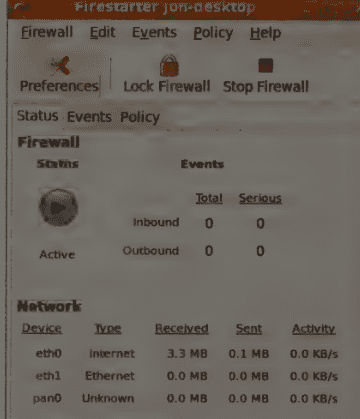 Firestarter jon-desktop
Firewall Edit Events Policy Help
Preferences Lock Firewall Stop Firewall
Status Events Policy
Firewall
Status Events
Total Serious
Inbound 0 0
Active Outbound 0 0
Network
Device Type Received Sent Activity
eth0 Internet 3.3 MB 0.1 MB 0.0 KB/s
eth1 Ethernet 0.0 MB 0.0 MB 0.0 KB/s
pan0 Unknown 0.0 MB 0.0 MB 0.0 KB/s